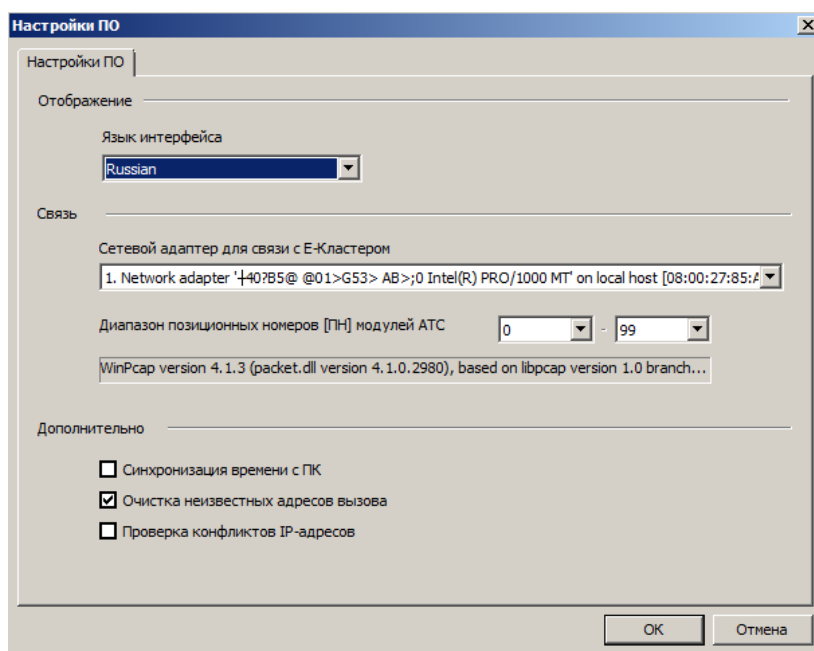 Настройки ПО
Настройки ПО
Отображение
Язык интерфейса
Russian
Связь
Сетевой адаптер для связи с Е-Кластером
1. Network adapter '┼40?B5@ @01>G53> AB>;0 Intel(R) PRO/1000 MT' on local host [08:00:27:85:A
Диапазон позиционных номеров [ПН] модулей АТС 0 - 99
WinPcap version 4.1.3 (packet.dll version 4.1.0.2980), based on libpcap version 1.0 branch...
Дополнительно
Синхронизация времени с ПК
Очистка неизвестных адресов вызова
Проверка конфликтов IP-адресов
OK Отмена